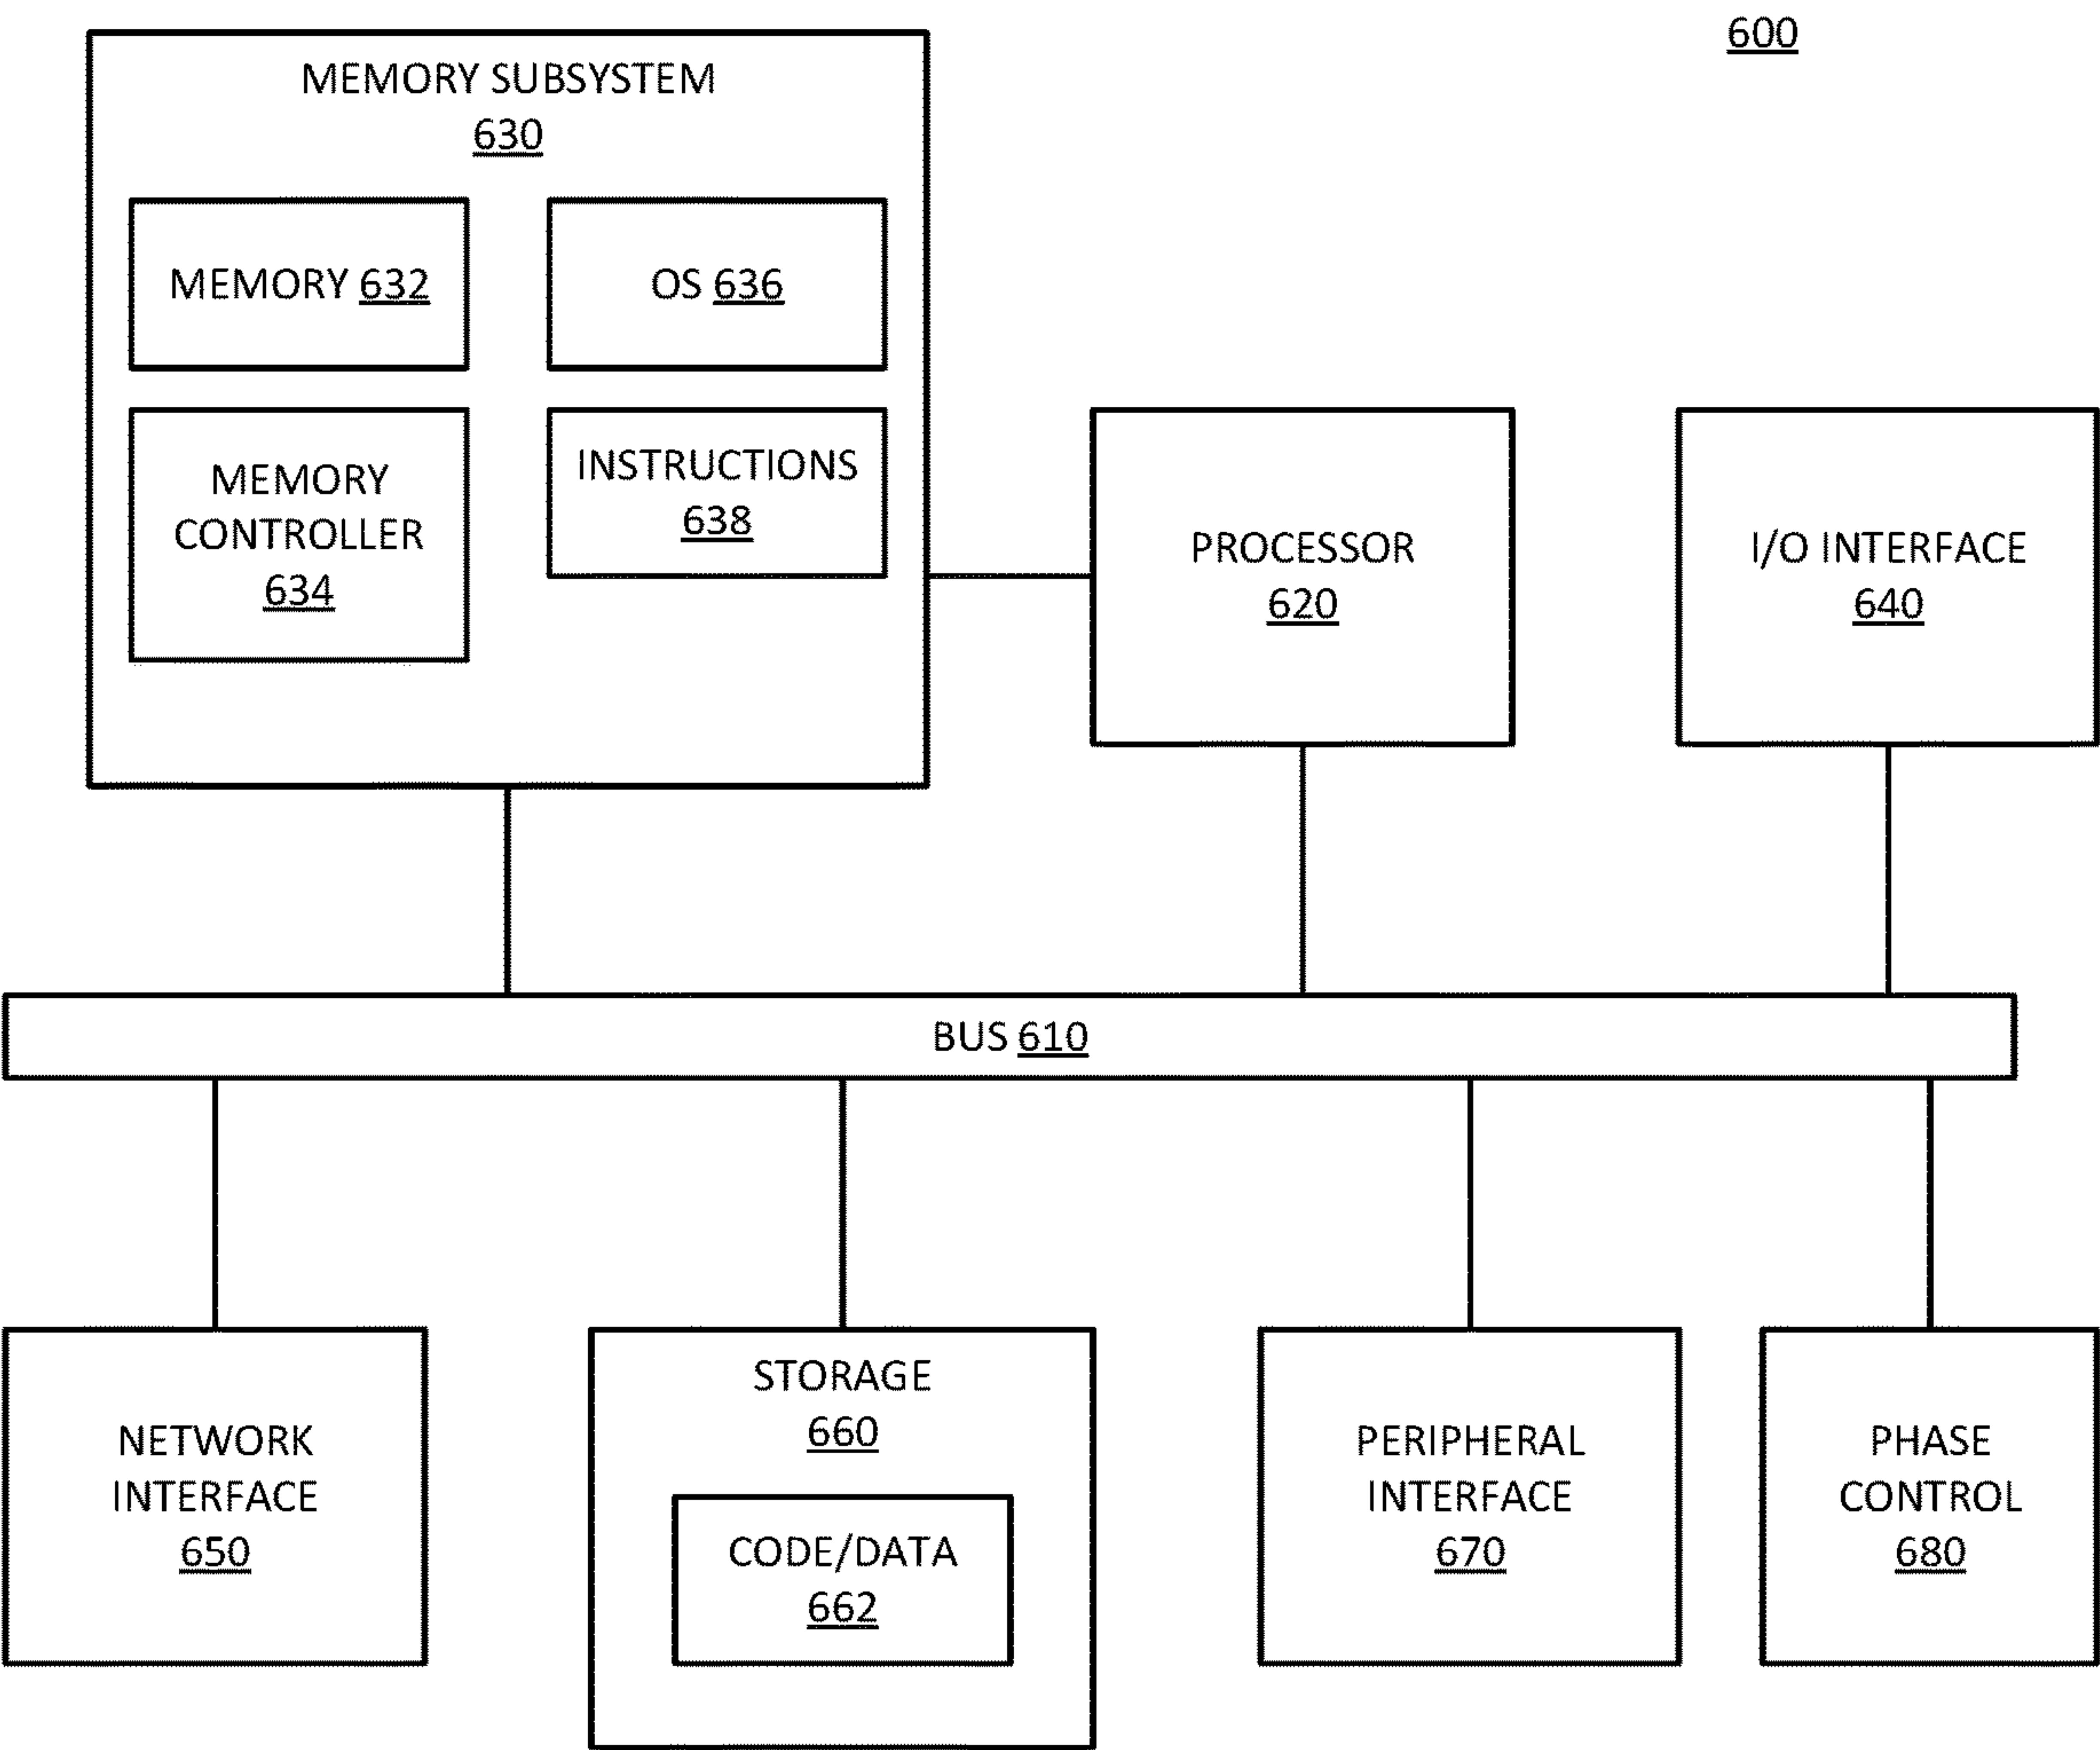 600
MEMORY SUBSYSTEM
630
MEMORY 632
OS 636
MEMORY
CONTROLLER
634
INSTRUCTIONS
638
PROCESSOR
620
I/O INTERFACE
640
BUS 610
NETWORK
INTERFACE
650
STORAGE
660
CODE/DATA
662
PERIPHERAL
INTERFACE
670
PHASE
CONTROL
680